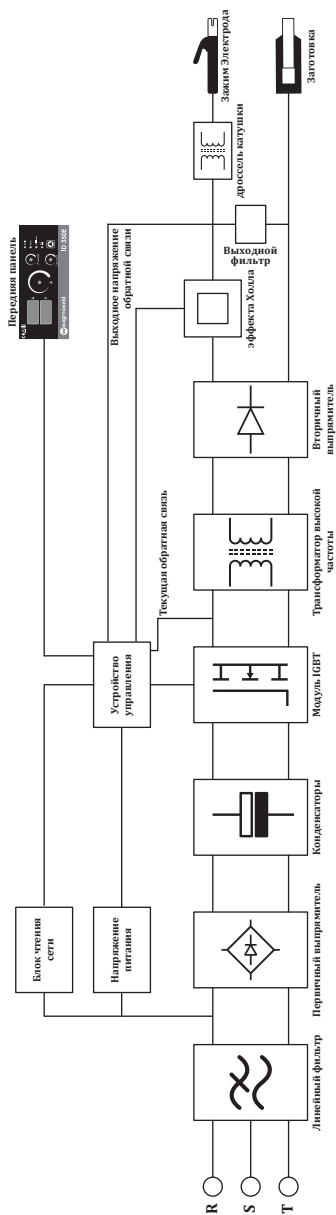 R
S
T
Линейный фильтр
Блок чтения
сети
Напряжение
питания
Первичный выпрямитель
Конденсаторы
Устройство
управления
Модуль IGBT
Текущая обратная связь
Трансформатор высокой
частоты
Вторичный
выпрямитель
Передняя панель
ID 350E
magmaweld
Выходное напряжение
обратной связи
эффекта Холла
Выходной
фильтр
дроссель катушки
Зажим Электрода
Заготовка